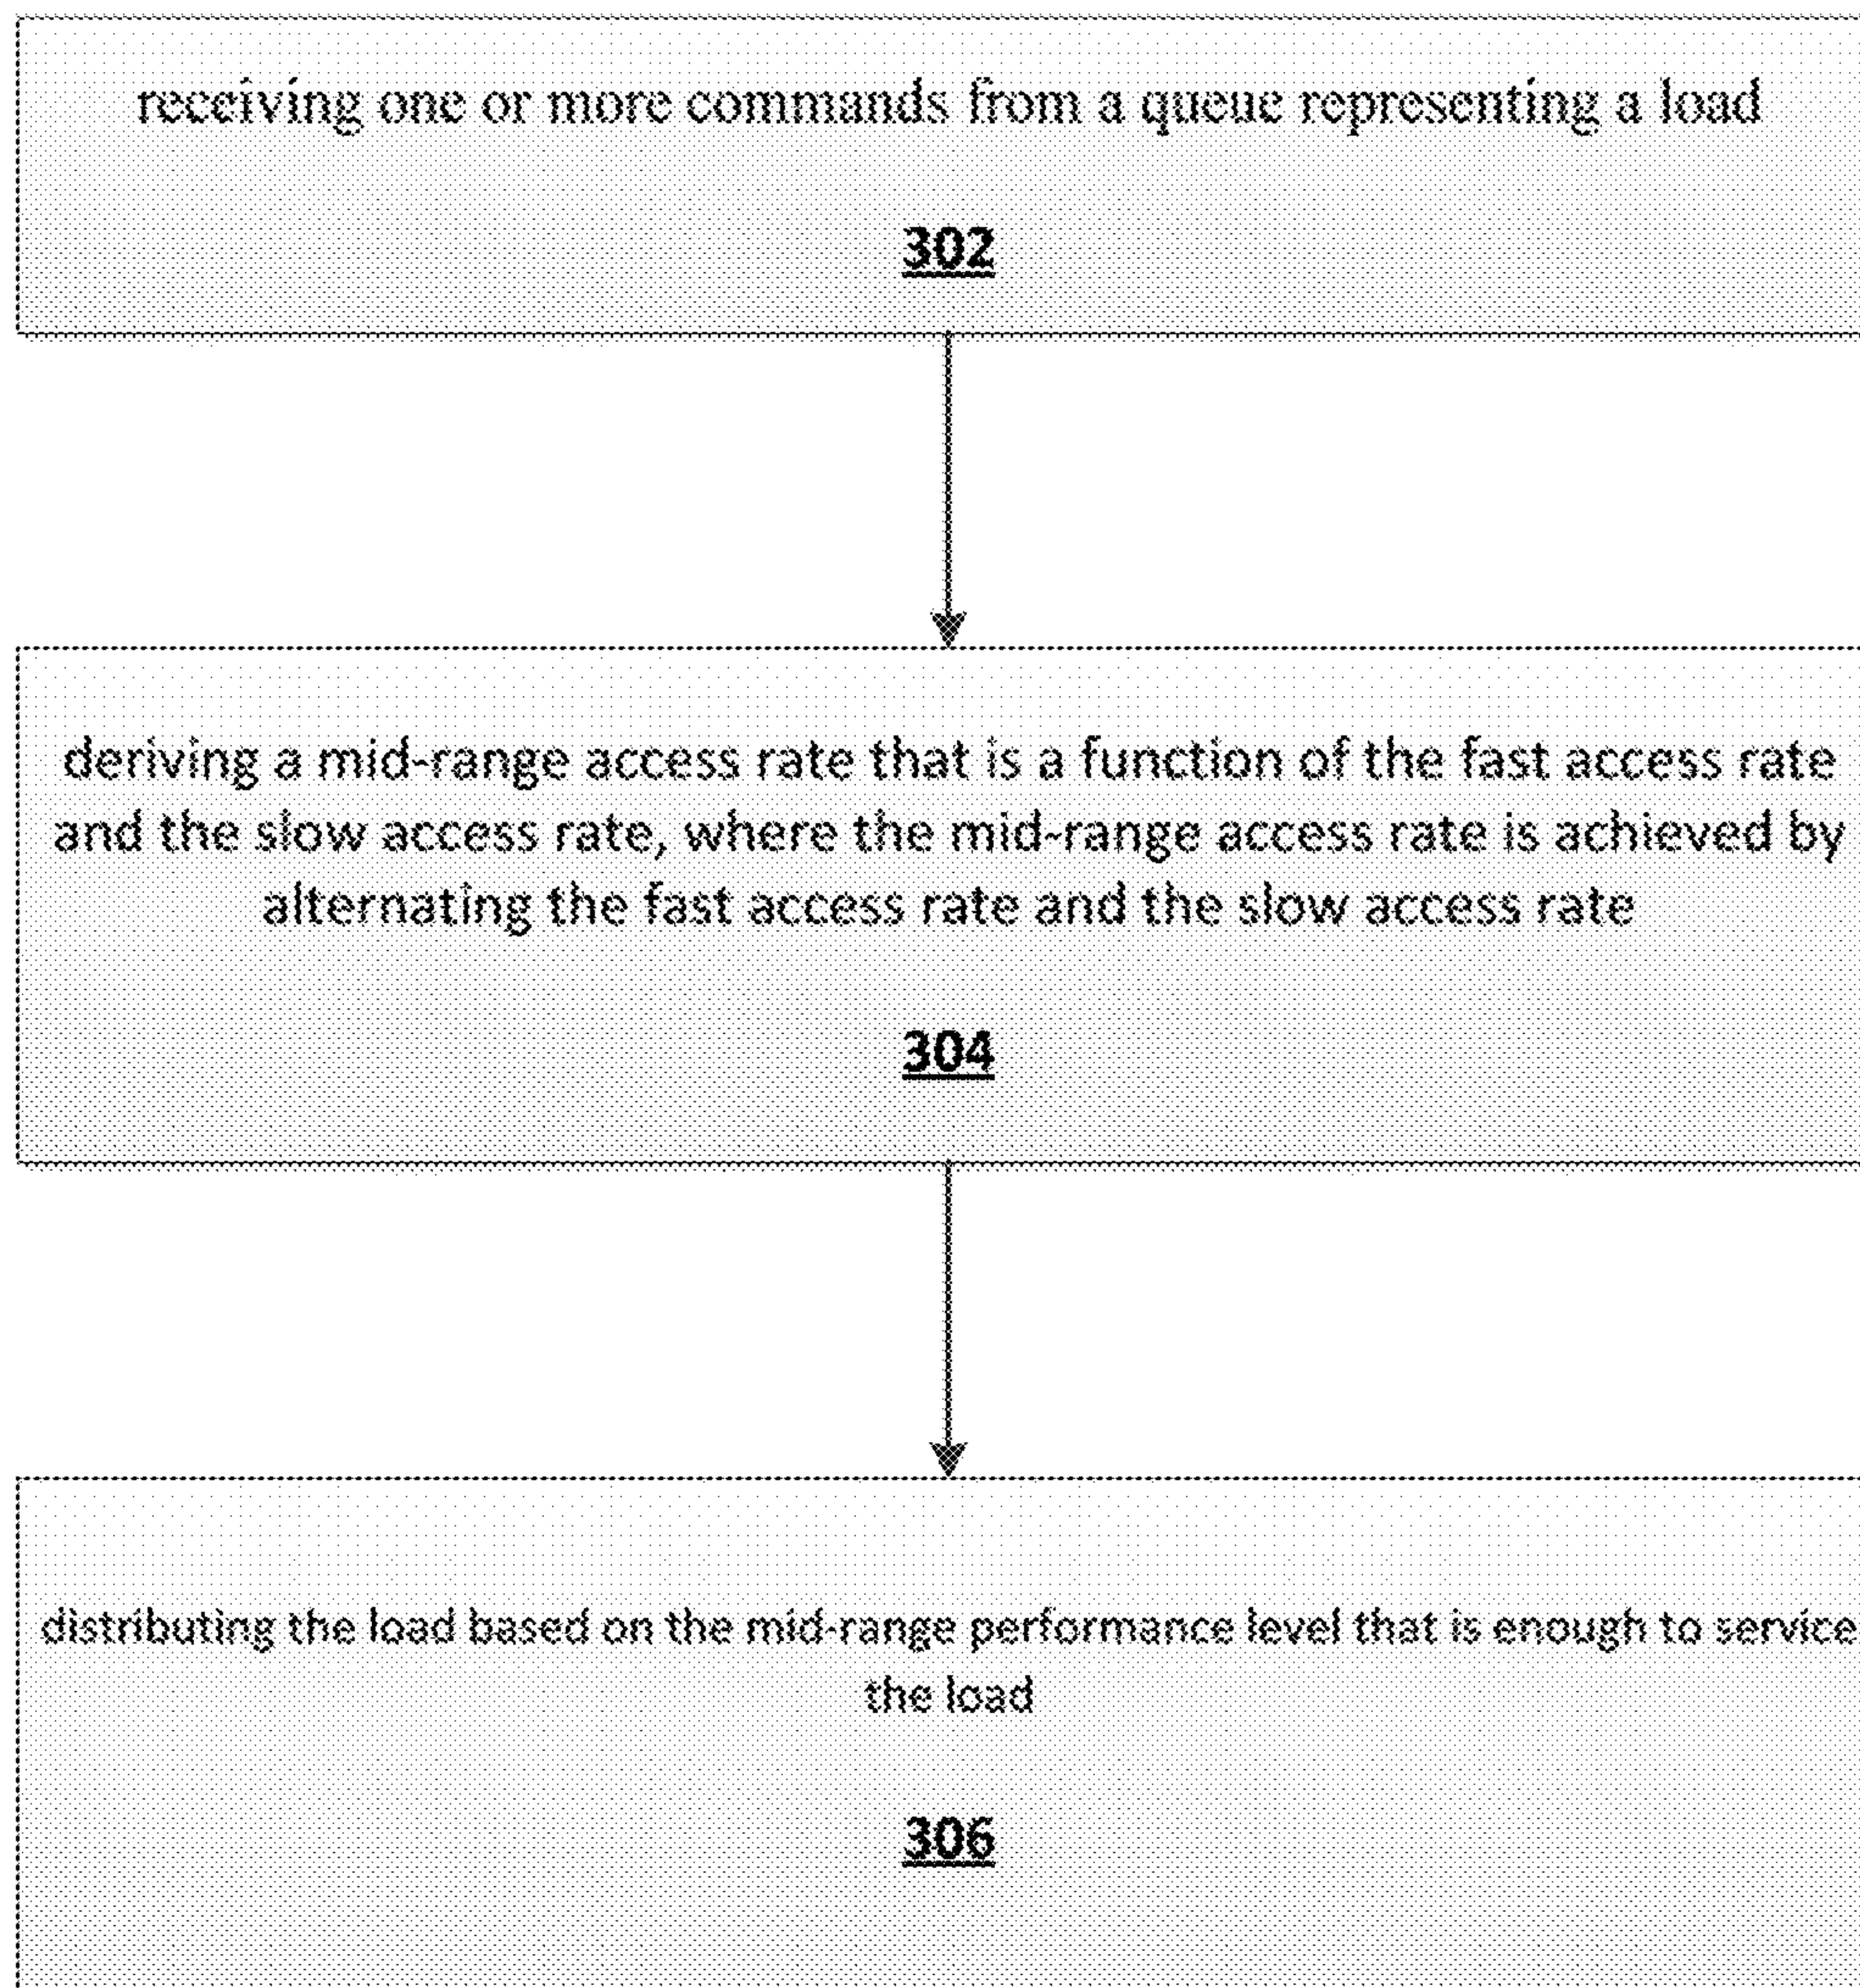 receiving one or more commands from a queue representing a load
302
deriving a mid-range access rate that is a function of the fast access rate
and the slow access rate, where the mid-range access rate is achieved by
alternating the fast access rate and the slow access rate
304
distributing the load based on the mid-range performance level that is enough to service
the load
306